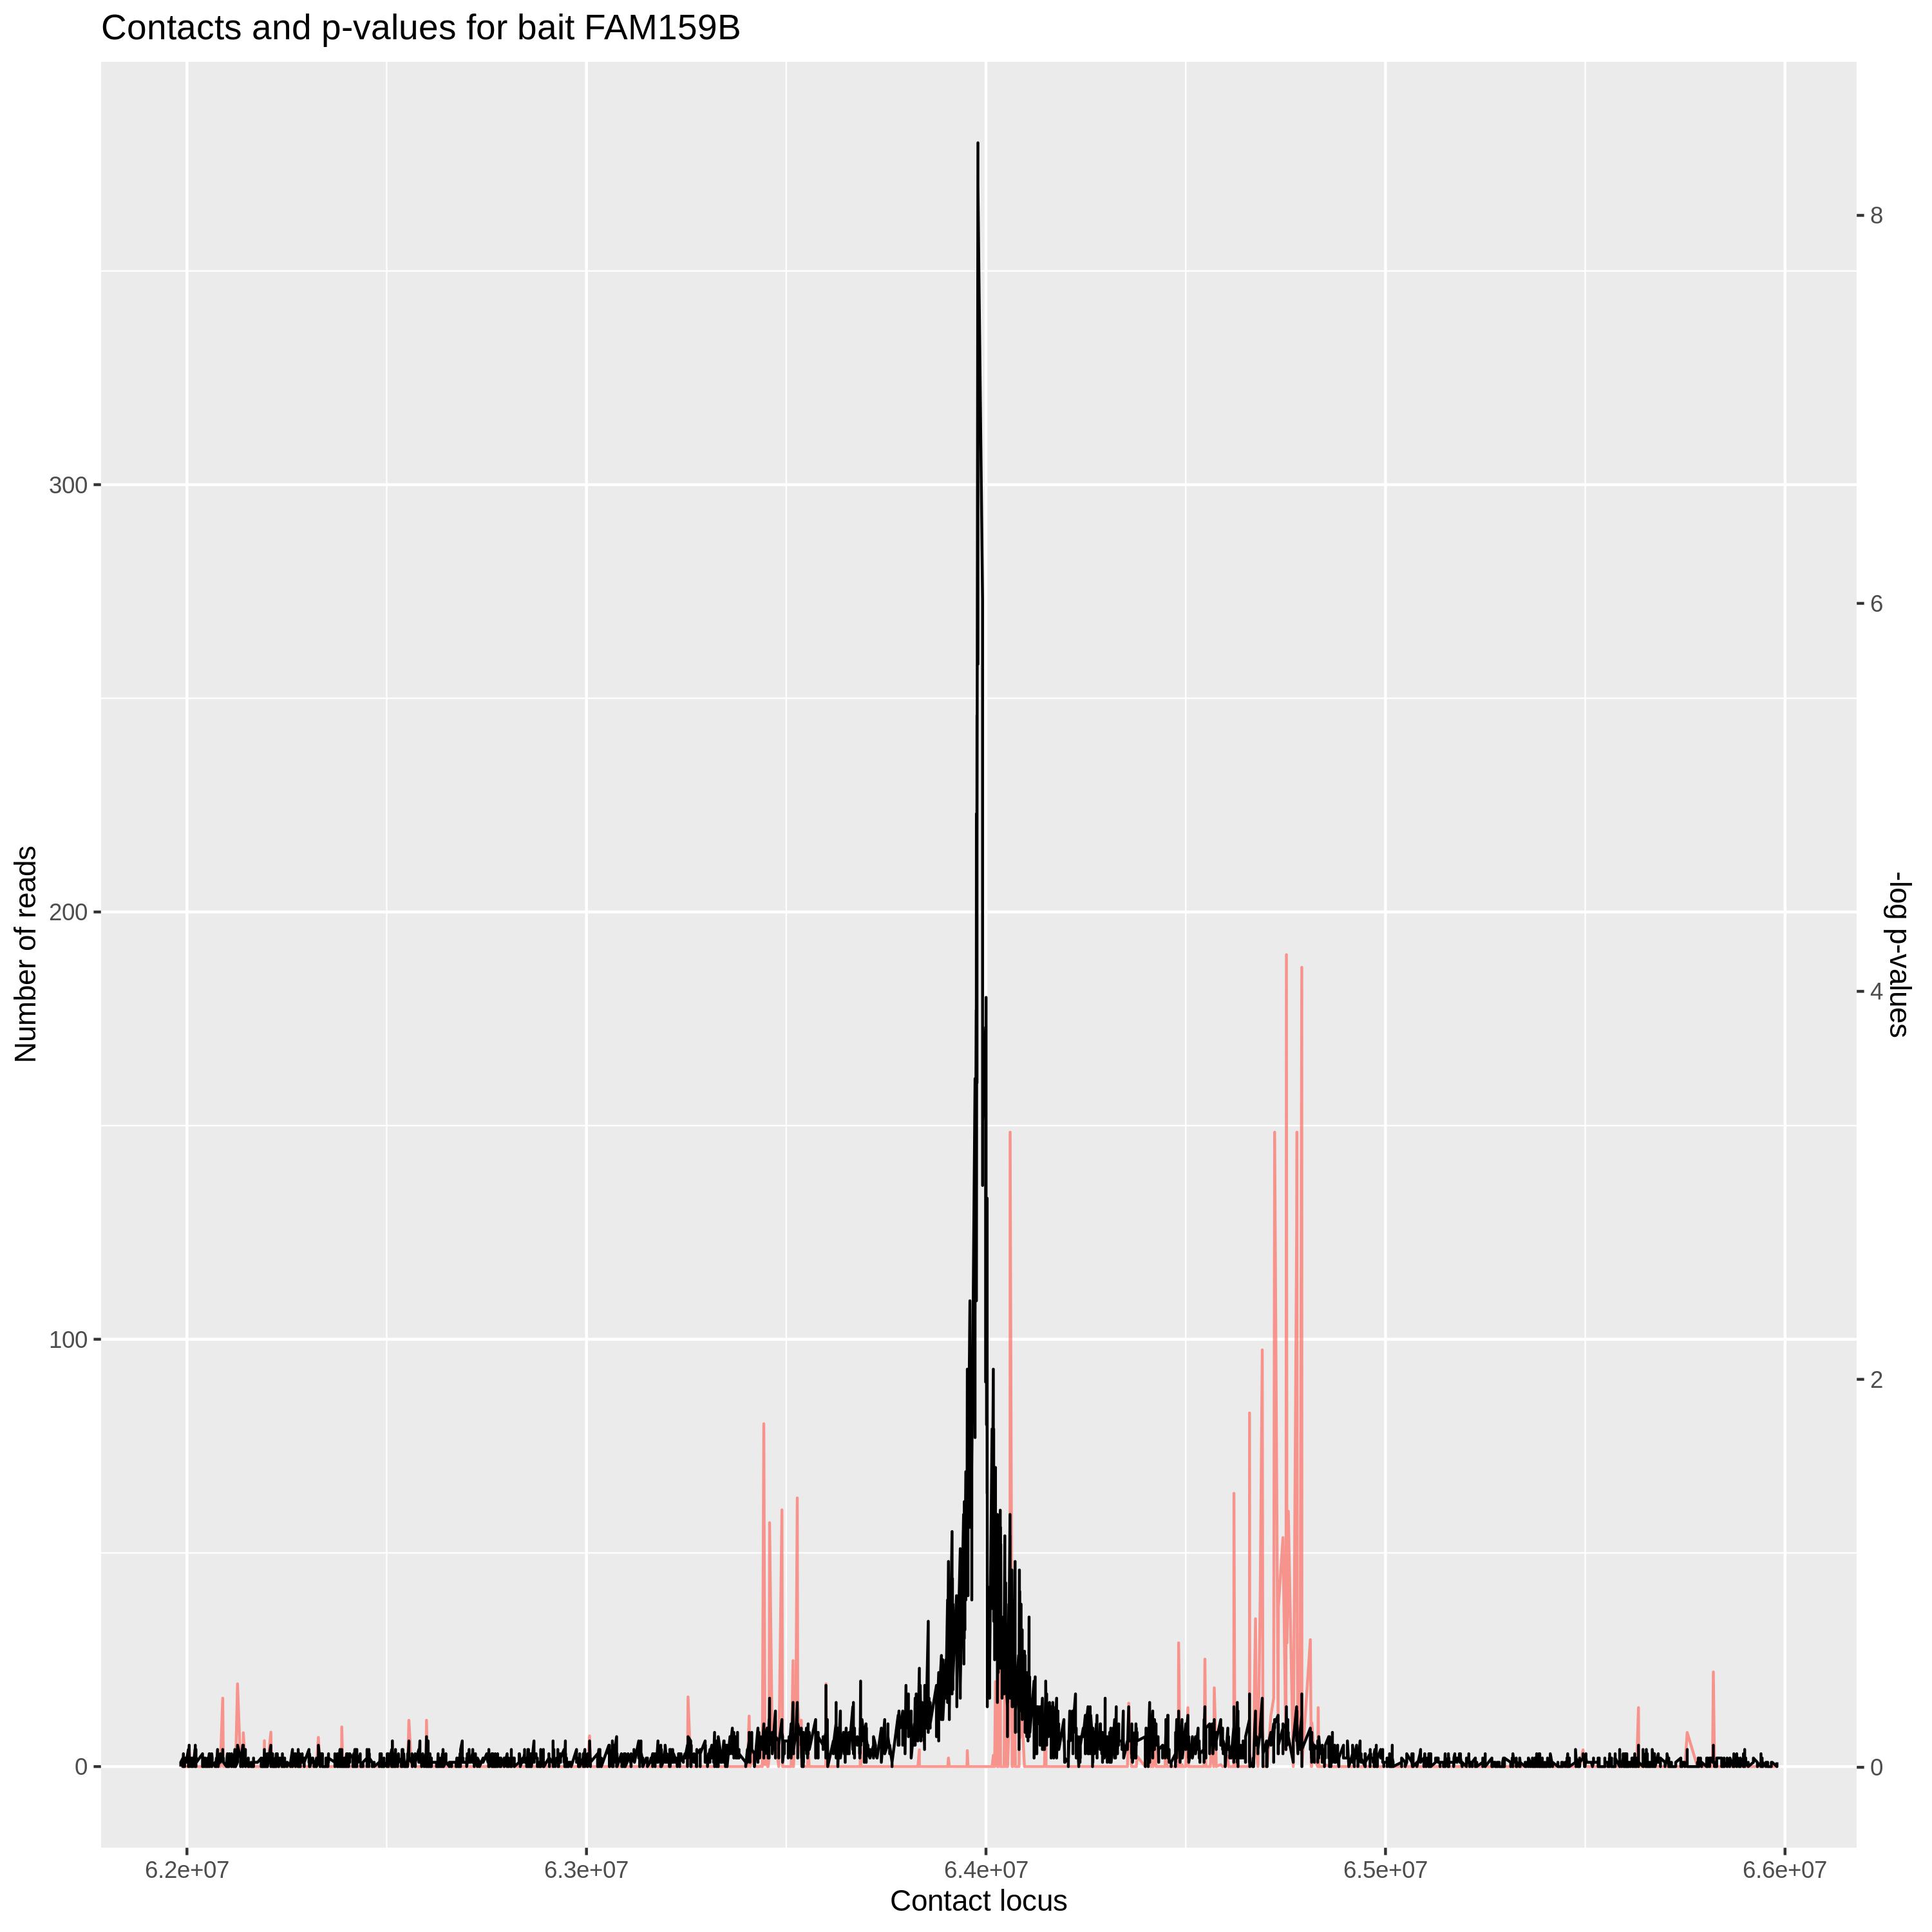 Contacts and p-values for bait FAM159B
Number of reads
300
200
100
0
8
6
4
2
0
-log p-values
6.2e+07 6.3e+07 6.4e+07 6.5e+07 6.6e+07
Contact locus